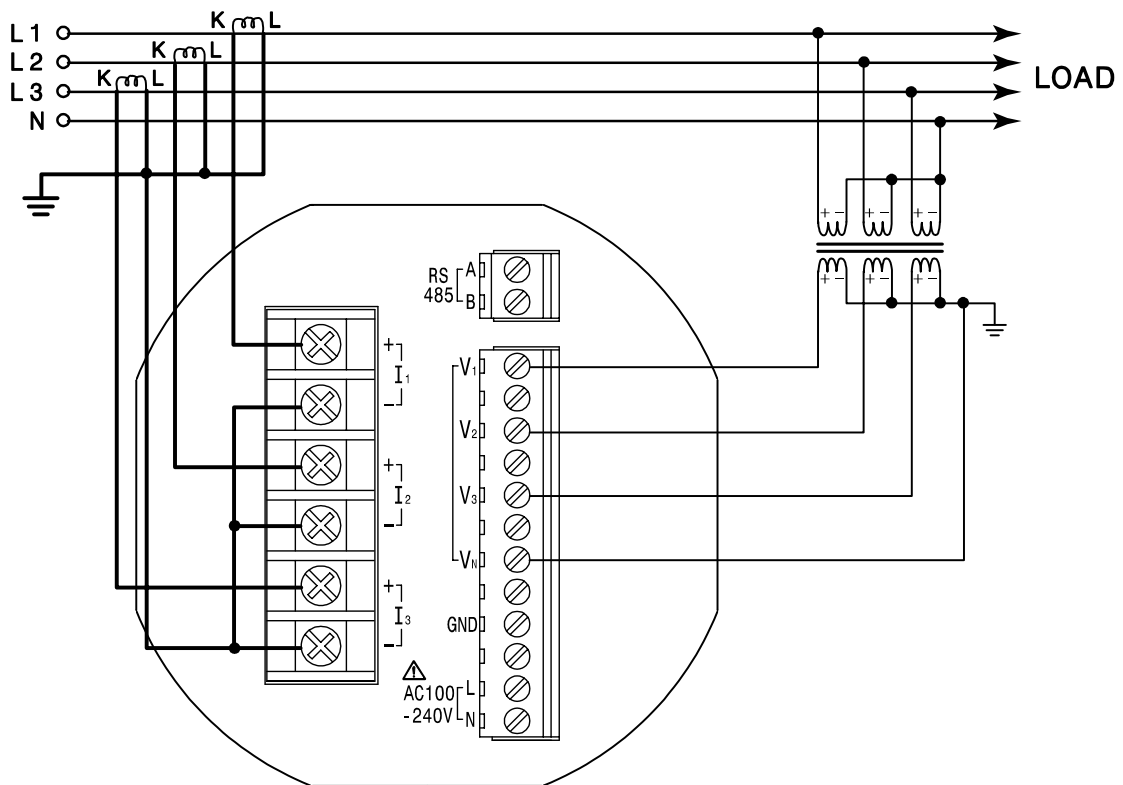 L1
K L
L2
K L
L3
K L
N
LOAD
+ - + - + -
+ - + - + -
RS
485
A
B
+
I1
-
+
I2
-
+
I3
-
V1
V2
V3
VN
GND
AC100
-240V
L
N